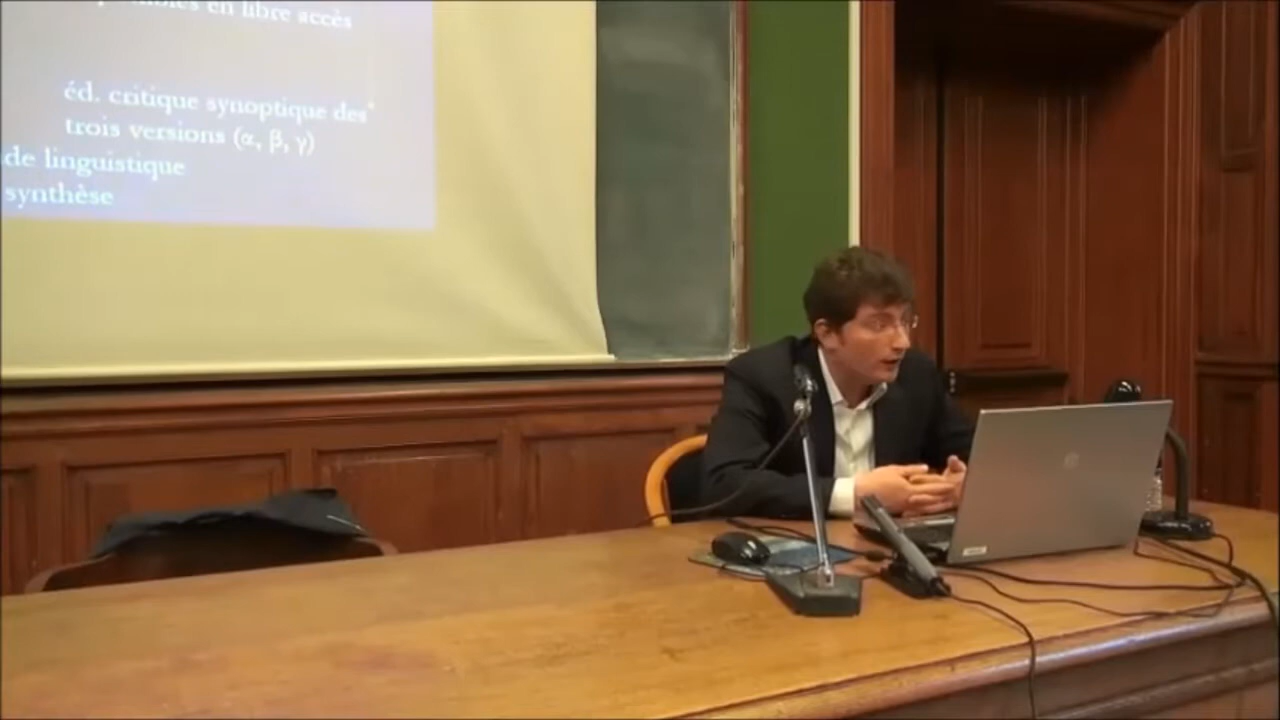 en libre accès
éd. critique synoptique des
trois versions (α, β, γ)
de linguistique
synthèse